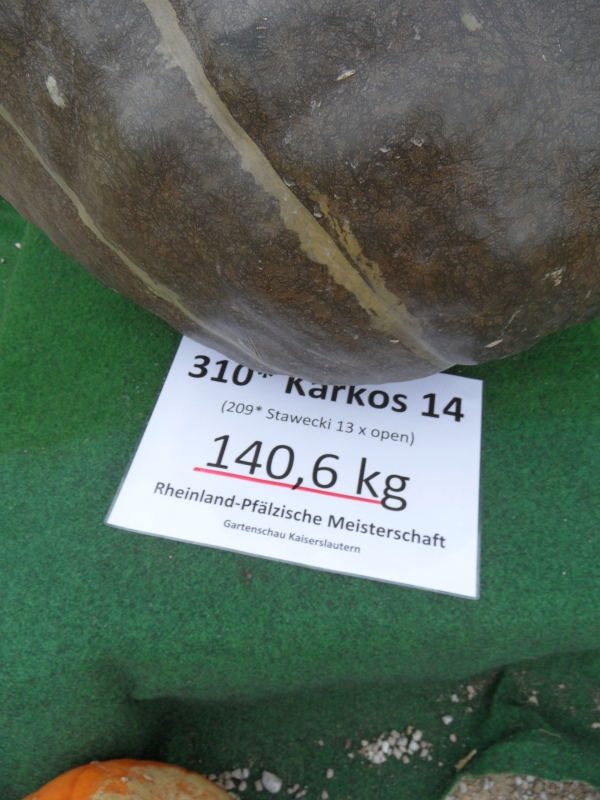 310* Karkos 14
(209* Stawecki 13 x open)
140,6 kg
Rheinland-Pfälzische Meisterschaft
Gartenschau Kaiserslautern